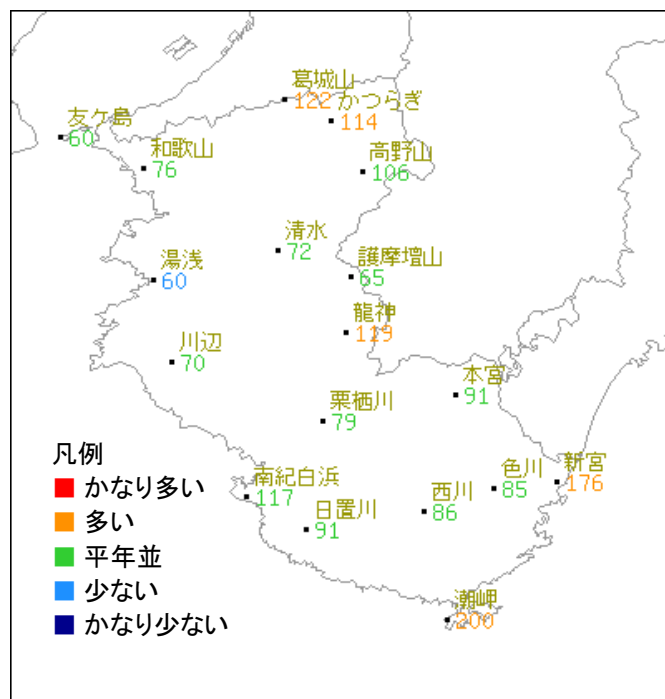 葛城山
122
かつらぎ
114
友ケ島
60
和歌山
76
高野山
106
清水
72
護摩壇山
65
湯浅
60
龍神
119
川辺
70
本宮
91
栗栖川
79
凡例
かなり多い
多い
平年並
少ない
かなり少ない
南紀白浜
117
日置川
91
西川
86
色川
85
新宮
176
潮岬
200